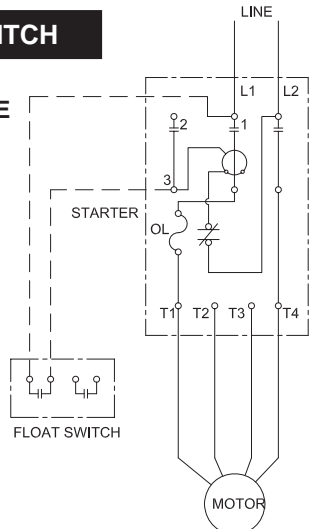 ITCH
E
LINE
L1 L2
2 1
3
STARTER
OL
T1 T2 T3 T4
FLOAT SWITCH
MOTOR